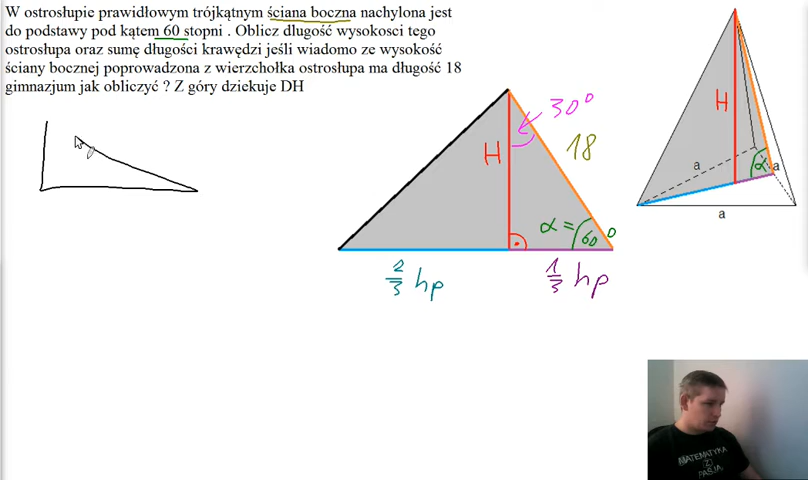 W ostrosłupie prawidłowym trójkątnym ściana boczna nachylona jest
do podstawy pod kątem 60 stopni . Oblicz dlugość wysokosci tego
ostrosłupa oraz sumę długości krawędzi jeśli wiadomo ze wysokość
ściany bocznej poprowadzona z wierzchołka ostrosłupa ma długość 18
gimnazjum jak obliczyć ? Z góry dziekuje DH
30°
H
18
α = 60°
2/3 hp
1/3 hp
H
α
a
a
a
MATEMATYKA
PASJĄ